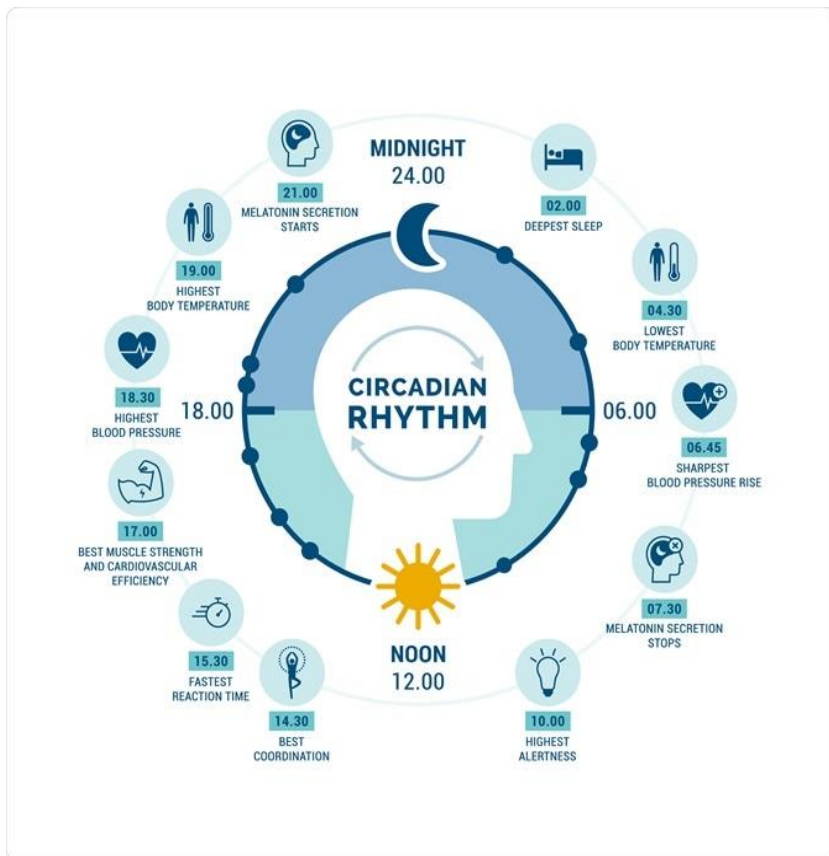 MIDNIGHT
24.00
02.00
DEEPEST SLEEP
04.30
LOWEST
BODY TEMPERATURE
06.00
06.45
SHARPEST
BLOOD PRESSURE RISE
07.30
MELATONIN SECRETION
STOPS
10.00
HIGHEST
ALERTNESS
NOON
12.00
14.30
BEST
COORDINATION
15.30
FASTEST
REACTION TIME
17.00
BEST MUSCLE STRENGTH
AND CARDIOVASCULAR
EFFICIENCY
18.00
18.30
HIGHEST
BLOOD PRESSURE
19.00
HIGHEST
BODY TEMPERATURE
21.00
MELATONIN SECRETION
STARTS
CIRCADIAN
RHYTHM